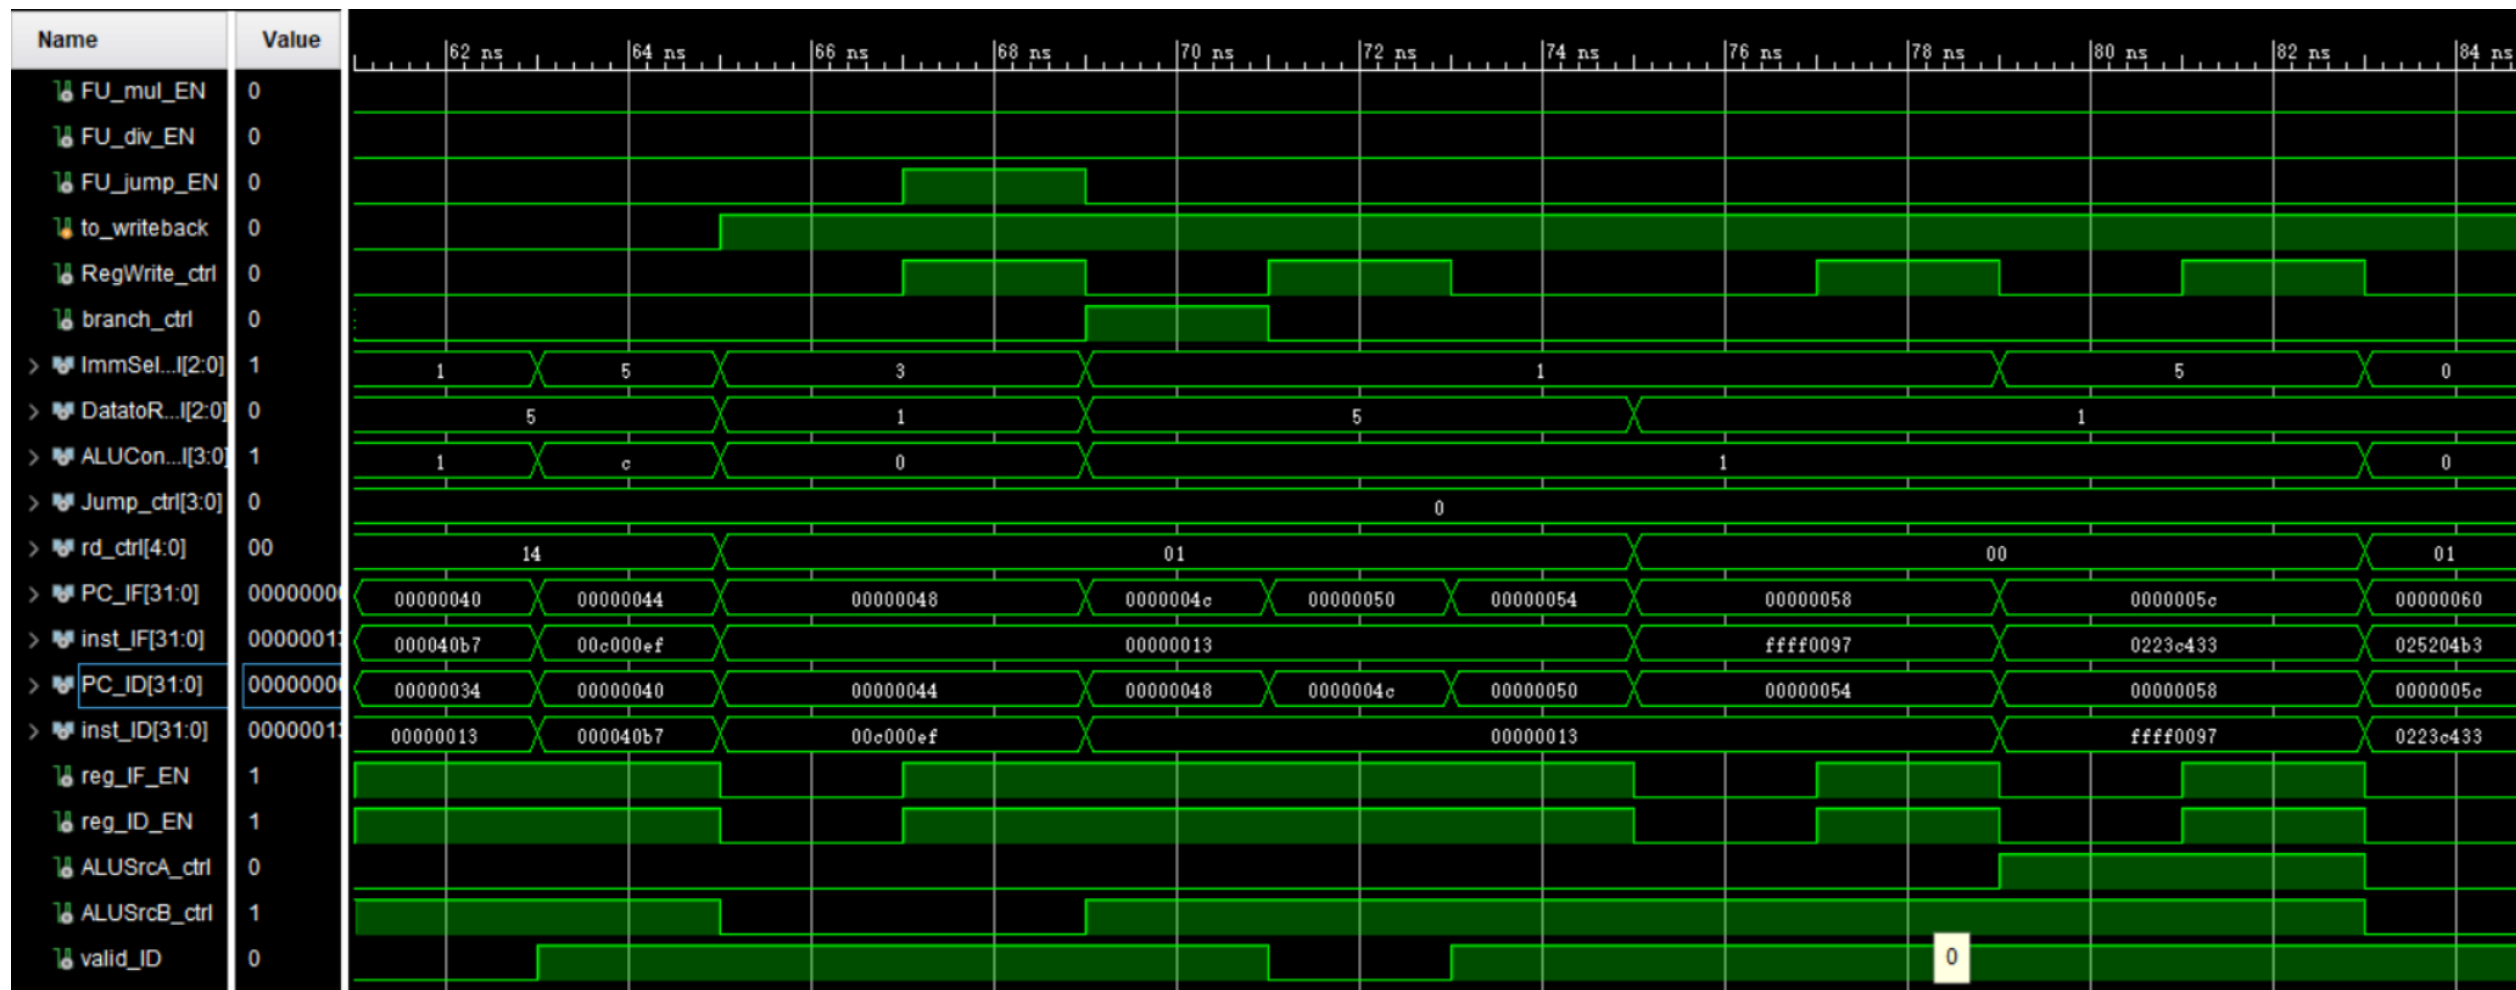 Name Value 62 ns 64 ns 66 ns 68 ns 70 ns 72 ns 74 ns 76 ns 78 ns 80 ns 82 ns 84 ns
FU_mul_EN 0
FU_div_EN 0
FU_jump_EN 0
to_writeback 0
RegWrite_ctrl 0
branch_ctrl 0
ImmSel...l[2:0] 1 1 5 3 1 5 0
DatatoR...l[2:0] 0 5 1 5 1
ALUCon...l[3:0] 1 1 c 0 1 0
Jump_ctrl[3:0] 0 0
rd_ctrl[4:0] 00 14 01 00 01
PC_IF[31:0] 00000000 00000040 00000044 00000048 0000004c 00000050 00000054 00000058 0000005c 00000060
inst_IF[31:0] 00000013 000040b7 00c000ef 00000013 ffff0097 0223c433 025204b3
PC_ID[31:0] 00000000 00000034 00000040 00000044 00000048 0000004c 00000050 00000054 00000058 0000005c
inst_ID[31:0] 00000013 00000013 000040b7 00c000ef 00000013 ffff0097 0223c433
reg_IF_EN 1
reg_ID_EN 1
ALUSrcA_ctrl 0
ALUSrcB_ctrl 1
valid_ID 0 0